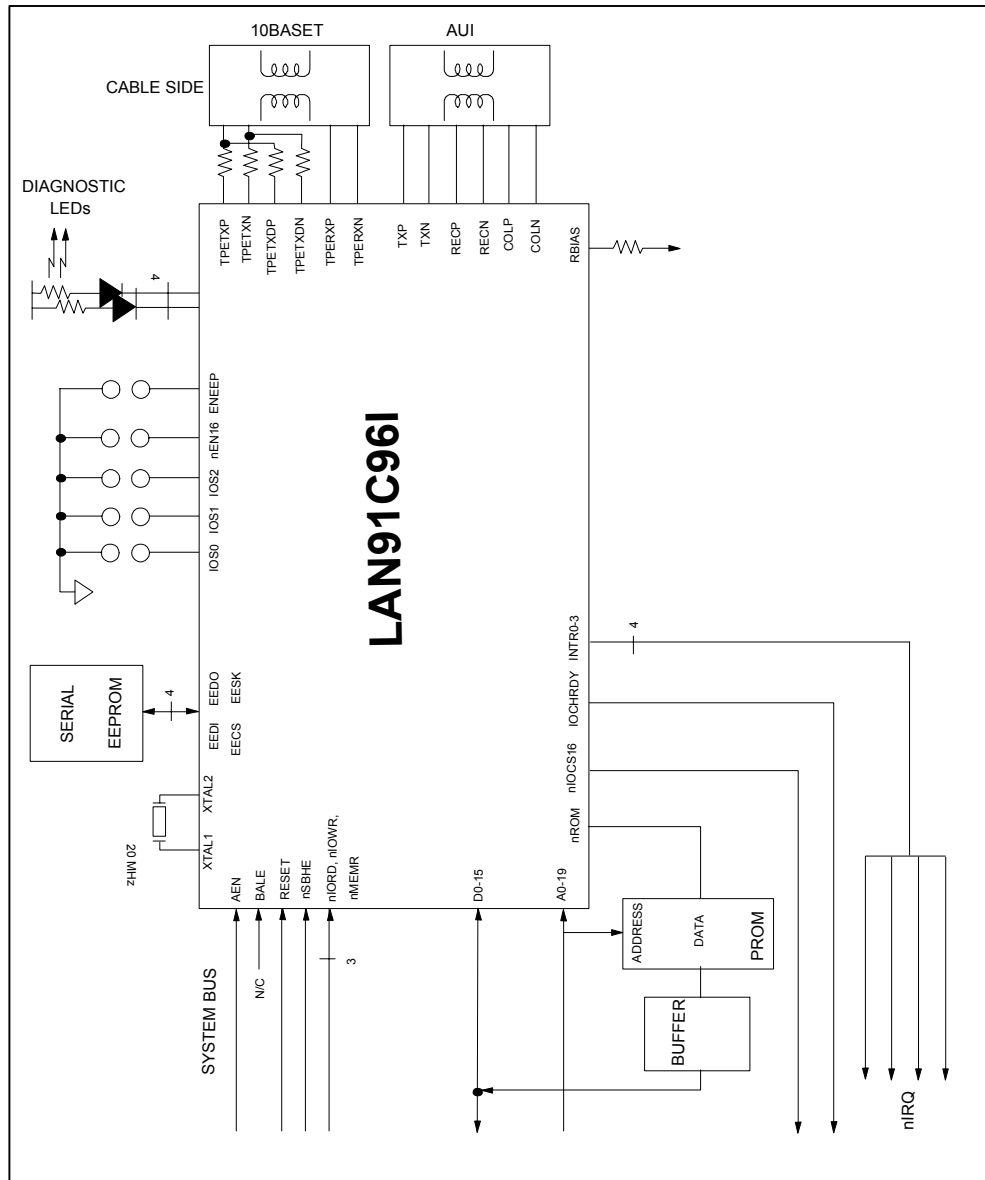 10BASET
AUI
CABLE SIDE
DIAGNOSTIC
LEDs
TPETXP
TPETXN
TPETXDP
TPETXDN
TPERXP
TPERXN
TXP
TXN
RECP
RECN
COLP
COLN
RBIAS
4
ENEEP
nEN16
IOS2
IOS1
IOS0
LAN91C96I
SERIAL
EEPROM
4
EEDO
EESK
EEDI
EECS
XTAL2
XTAL1
20 MHz
INTR0-3
4
IOCHRDY
nIOCS16
nROM
AEN
BALE
RESET
nSBHE
nIORD, nIOWR,
nMEMR
D0-15
A0-19
ADDRESS
DATA
PROM
BUFFER
SYSTEM BUS
N/C
3
nIRQ